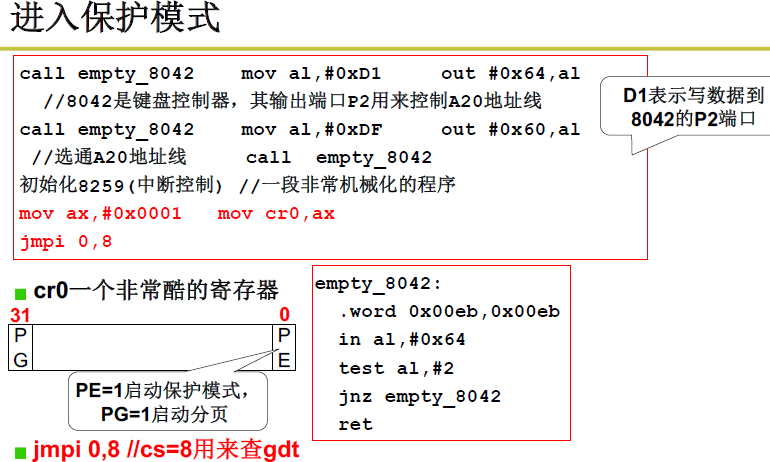 进入保护模式
call empty_8042 mov al,#0xD1 out #0x64,al
//8042是键盘控制器，其输出端口P2用来控制A20地址线
call empty_8042 mov al,#0xDF out #0x60,al
//选通A20地址线 call empty_8042
初始化8259(中断控制) //一段非常机械化的程序
mov ax,#0x0001 mov cr0,ax
jmpi 0,8
D1表示写数据到
8042的P2端口
cr0一个非常酷的寄存器
31 0
P P
G E
PE=1启动保护模式，
PG=1启动分页
empty_8042:
.word 0x00eb,0x00eb
in al,#0x64
test al,#2
jnz empty_8042
ret
jmpi 0,8 //cs=8用来查gdt